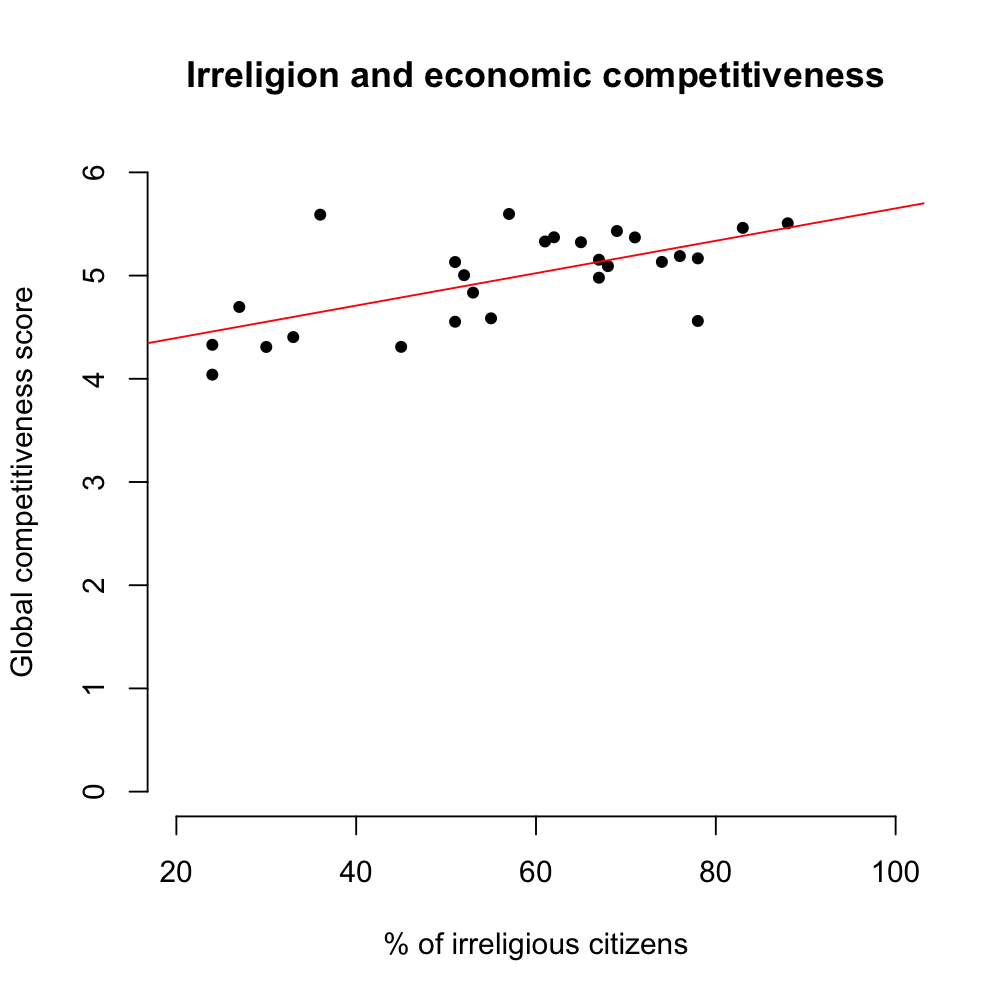 Irreligion and economic competitiveness
Global competitiveness score
6
5
4
3
2
1
0
20 40 60 80 100
% of irreligious citizens